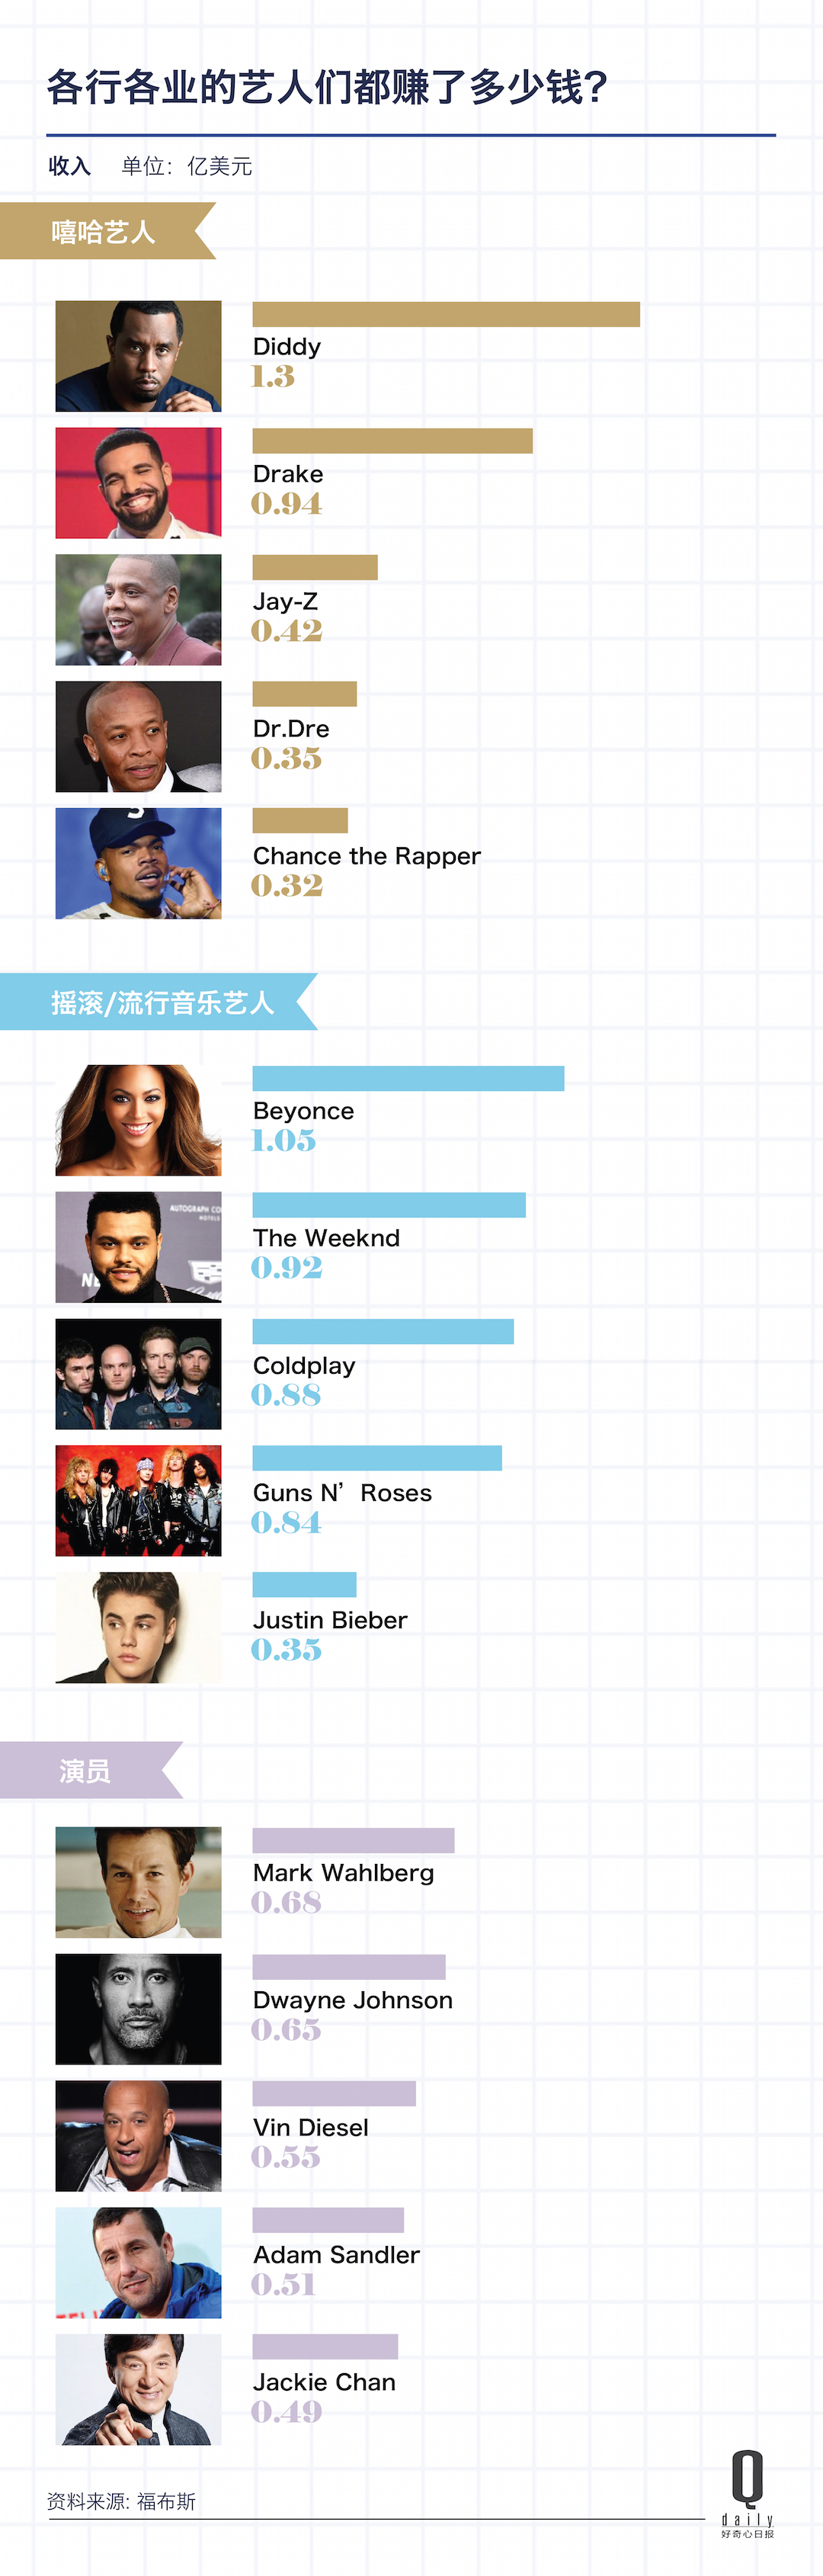 各行各业的艺人们都赚了多少钱?
收入 单位：亿美元
嘻哈艺人
Diddy
1.3
Drake
0.94
Jay-Z
0.42
Dr.Dre
0.35
Chance the Rapper
0.32
摇滚/流行音乐艺人
Beyonce
1.05
AUTOGRAPH CO
HOTELS
The Weeknd
0.92
Coldplay
0.88
Guns N’ Roses
0.84
Justin Bieber
0.35
演员
Mark Wahlberg
0.68
Dwayne Johnson
0.65
Vin Diesel
0.55
Adam Sandler
0.51
Jackie Chan
0.49
资料来源: 福布斯
Q
daily
好奇心日报